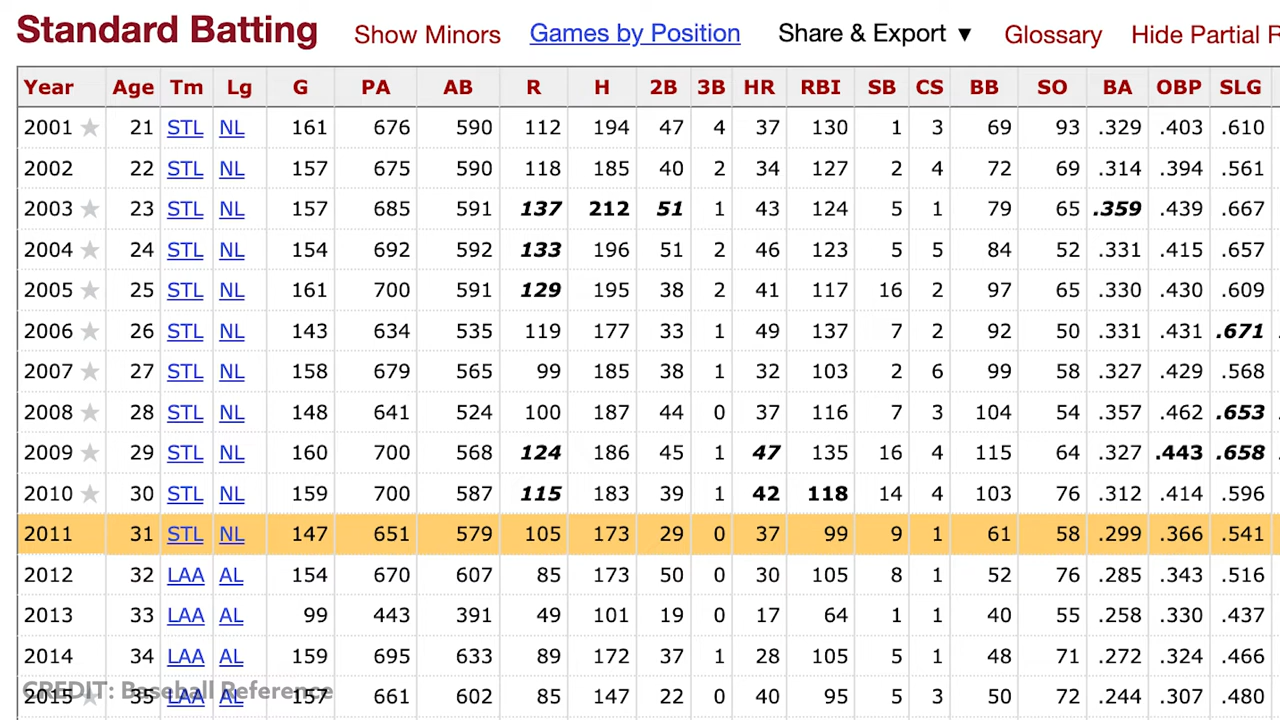 Standard Batting Show Minors Games by Position Share & Export ▼ Glossary Hide Partial R
Year Age Tm Lg G PA AB R H 2B 3B HR RBI SB CS BB SO BA OBP SLG
2001 ★ 21 STL NL 161 676 590 112 194 47 4 37 130 1 3 69 93 .329 .403 .610
2002 22 STL NL 157 675 590 118 185 40 2 34 127 2 4 72 69 .314 .394 .561
2003 ★ 23 STL NL 157 685 591 137 212 51 1 43 124 5 1 79 65 .359 .439 .667
2004 ★ 24 STL NL 154 692 592 133 196 51 2 46 123 5 5 84 52 .331 .415 .657
2005 ★ 25 STL NL 161 700 591 129 195 38 2 41 117 16 2 97 65 .330 .430 .609
2006 ★ 26 STL NL 143 634 535 119 177 33 1 49 137 7 2 92 50 .331 .431 .671
2007 ★ 27 STL NL 158 679 565 99 185 38 1 32 103 2 6 99 58 .327 .429 .568
2008 ★ 28 STL NL 148 641 524 100 187 44 0 37 116 7 3 104 54 .357 .462 .653
2009 ★ 29 STL NL 160 700 568 124 186 45 1 47 135 16 4 115 64 .327 .443 .658
2010 ★ 30 STL NL 159 700 587 115 183 39 1 42 118 14 4 103 76 .312 .414 .596
2011 31 STL NL 147 651 579 105 173 29 0 37 99 9 1 61 58 .299 .366 .541
2012 32 LAA AL 154 670 607 85 173 50 0 30 105 8 1 52 76 .285 .343 .516
2013 33 LAA AL 99 443 391 49 101 19 0 17 64 1 1 40 55 .258 .330 .437
2014 34 LAA AL 159 695 633 89 172 37 1 28 105 5 1 48 71 .272 .324 .466
2015 ★ 35 LAA AL 157 661 602 85 147 22 0 40 95 5 3 50 72 .244 .307 .480
CREDIT: Baseball Reference